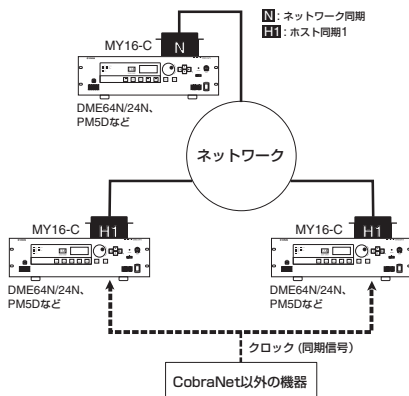 MY16-C
N
N：ネットワーク同期
H1：ホスト同期1
DME64N/24N、
PM5Dなど
ネットワーク
MY16-C
H1
MY16-C
H1
DME64N/24N、
PM5Dなど
DME64N/24N、
PM5Dなど
クロック（同期信号）
CobraNet以外の機器